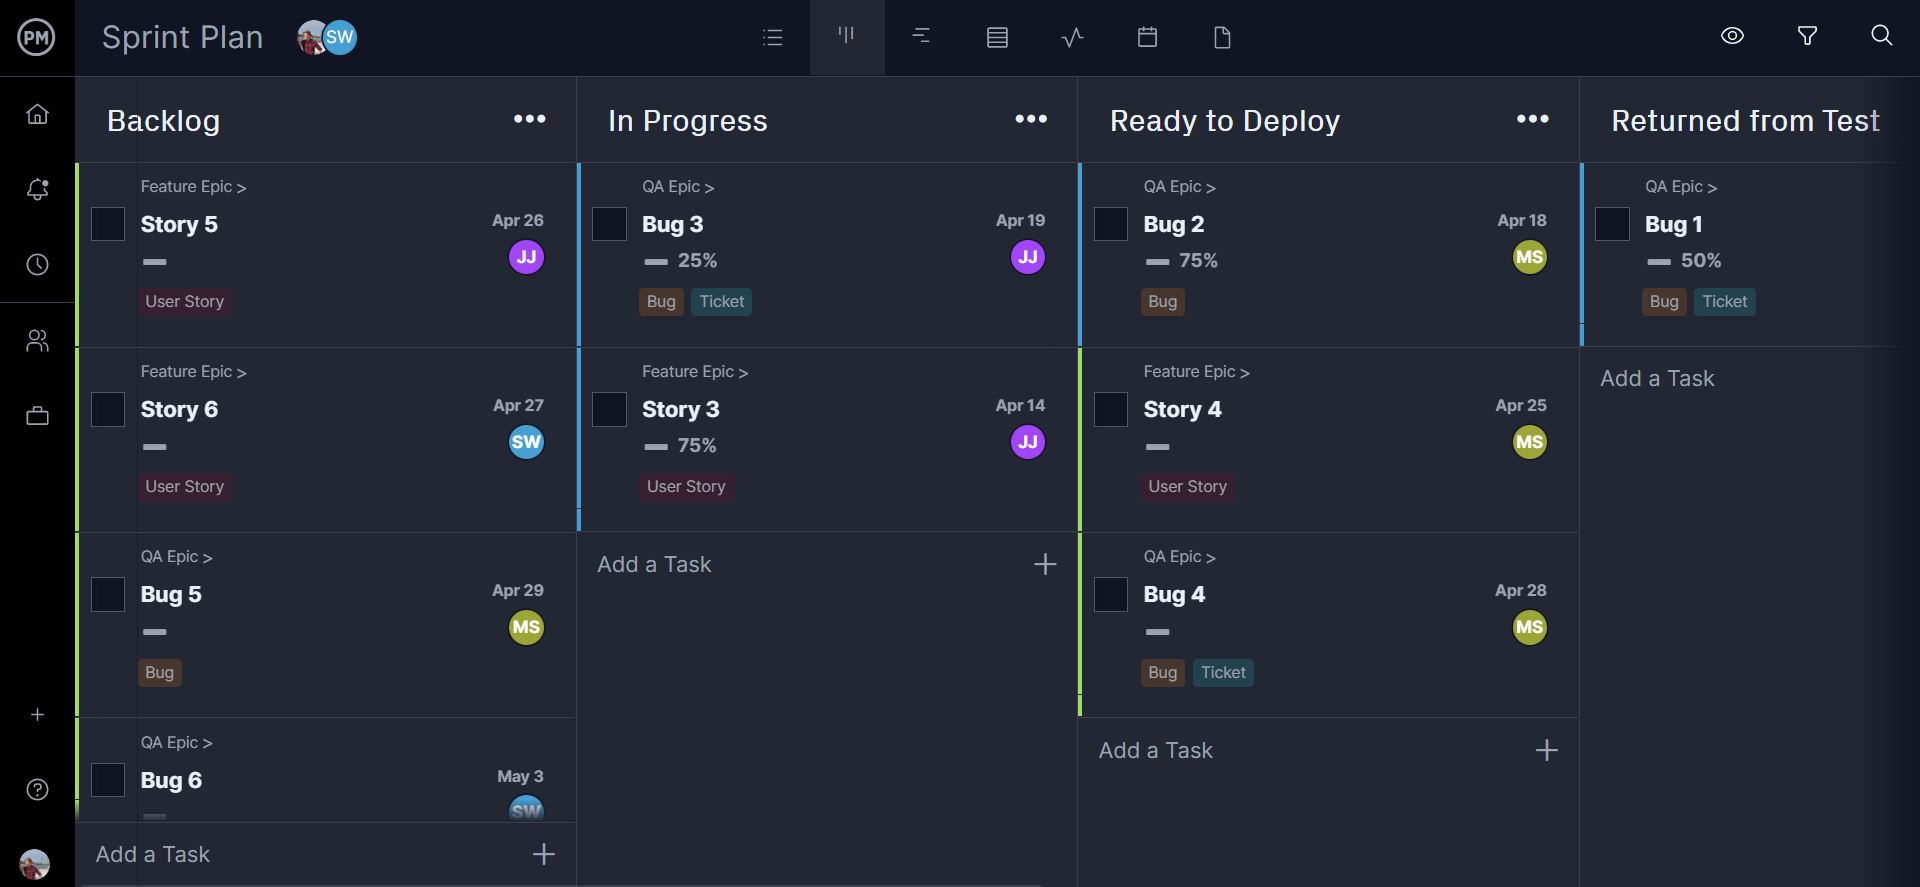 PM
Sprint Plan
SW
Backlog
•••
Feature Epic >
Story 5
Apr 26
JJ
User Story
Feature Epic >
Story 6
Apr 27
SW
User Story
QA Epic >
Bug 5
Apr 29
MS
Bug
QA Epic >
Bug 6
May 3
SW
Add a Task
In Progress
•••
QA Epic >
Bug 3
Apr 19
25%
JJ
Bug Ticket
Feature Epic >
Story 3
Apr 14
75%
JJ
User Story
Add a Task
Ready to Deploy
•••
QA Epic >
Bug 2
Apr 18
75%
MS
Bug
Feature Epic >
Story 4
Apr 25
MS
User Story
QA Epic >
Bug 4
Apr 28
MS
Bug Ticket
Add a Task
Returned from Test
QA Epic >
Bug 1
50%
Bug Ticket
Add a Task